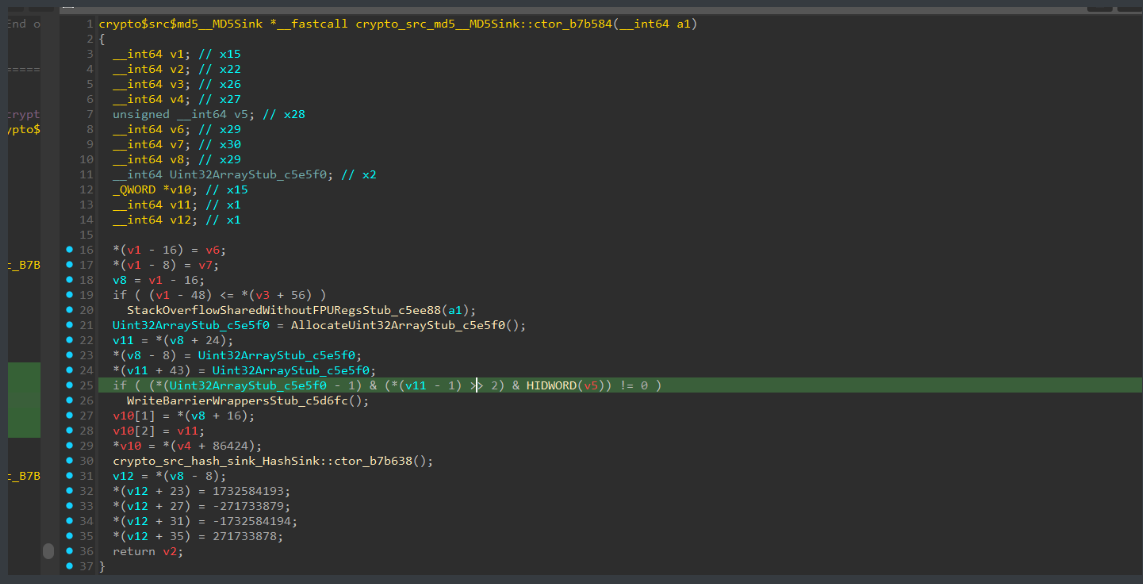 End o
=====
crypt
ypto$
c_B7B
c_B7B
1 crypto$src$md5__MD5Sink *__fastcall crypto_src_md5__MD5Sink::ctor_b7b584(__int64 a1)
2 {
3 __int64 v1; // x15
4 __int64 v2; // x22
5 __int64 v3; // x26
6 __int64 v4; // x27
7 unsigned __int64 v5; // x28
8 __int64 v6; // x29
9 __int64 v7; // x30
10 __int64 v8; // x29
11 __int64 Uint32ArrayStub_c5e5f0; // x2
12 _QWORD *v10; // x15
13 __int64 v11; // x1
14 __int64 v12; // x1
15
16 *(v1 - 16) = v6;
17 *(v1 - 8) = v7;
18 v8 = v1 - 16;
19 if ( (v1 - 48) <= *(v3 + 56) )
20 StackOverflowSharedWithoutFPURegsStub_c5ee88(a1);
21 Uint32ArrayStub_c5e5f0 = AllocateUint32ArrayStub_c5e5f0();
22 v11 = *(v8 + 24);
23 *(v8 - 8) = Uint32ArrayStub_c5e5f0;
24 *(v11 + 43) = Uint32ArrayStub_c5e5f0;
25 if ( (*(Uint32ArrayStub_c5e5f0 - 1) & (*(v11 - 1) >> 2) & HIDWORD(v5)) != 0 )
26 WriteBarrierWrappersStub_c5d6fc();
27 v10[1] = *(v8 + 16);
28 v10[2] = v11;
29 *v10 = *(v4 + 86424);
30 crypto_src_hash_sink_HashSink::ctor_b7b638();
31 v12 = *(v8 - 8);
32 *(v12 + 23) = 1732584193;
33 *(v12 + 27) = -271733879;
34 *(v12 + 31) = -1732584194;
35 *(v12 + 35) = 271733878;
36 return v2;
37 }